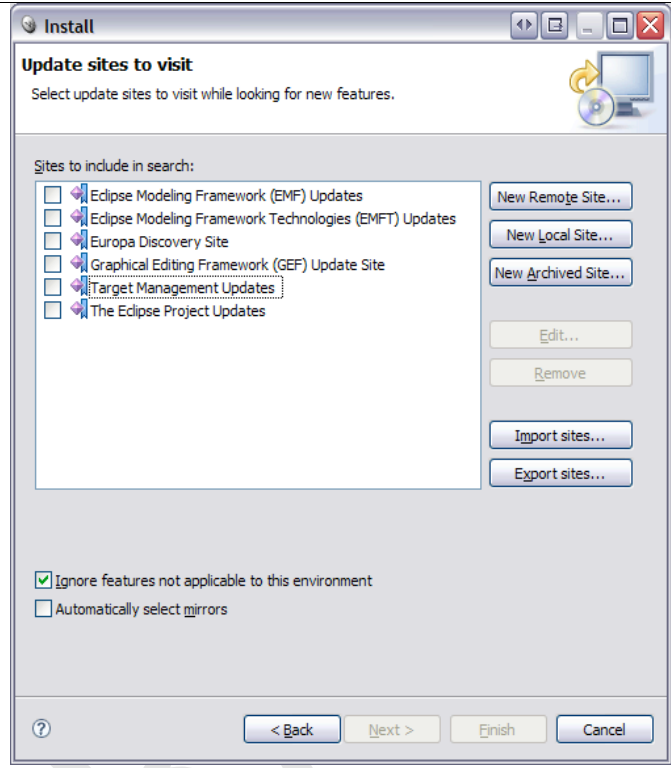 Install
Update sites to visit
Select update sites to visit while looking for new features.
Sites to include in search:
Eclipse Modeling Framework (EMF) Updates
Eclipse Modeling Framework Technologies (EMFT) Updates
Europa Discovery Site
Graphical Editing Framework (GEF) Update Site
Target Management Updates
The Eclipse Project Updates
New Remote Site...
New Local Site...
New Archived Site...
Edit...
Remove
Import sites...
Export sites...
Ignore features not applicable to this environment
Automatically select mirrors
?
< Back
Next >
Finish
Cancel